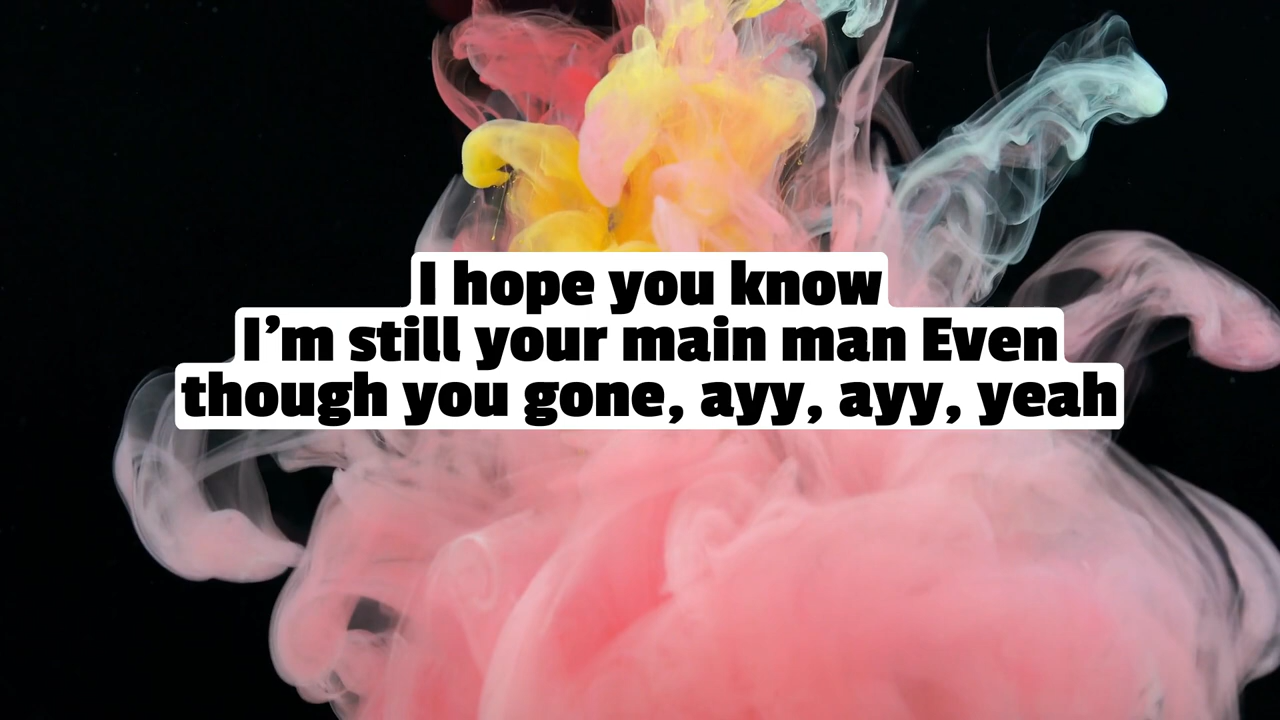 I hope you know
I’m still your main man Even
though you gone, ayy, ayy, yeah